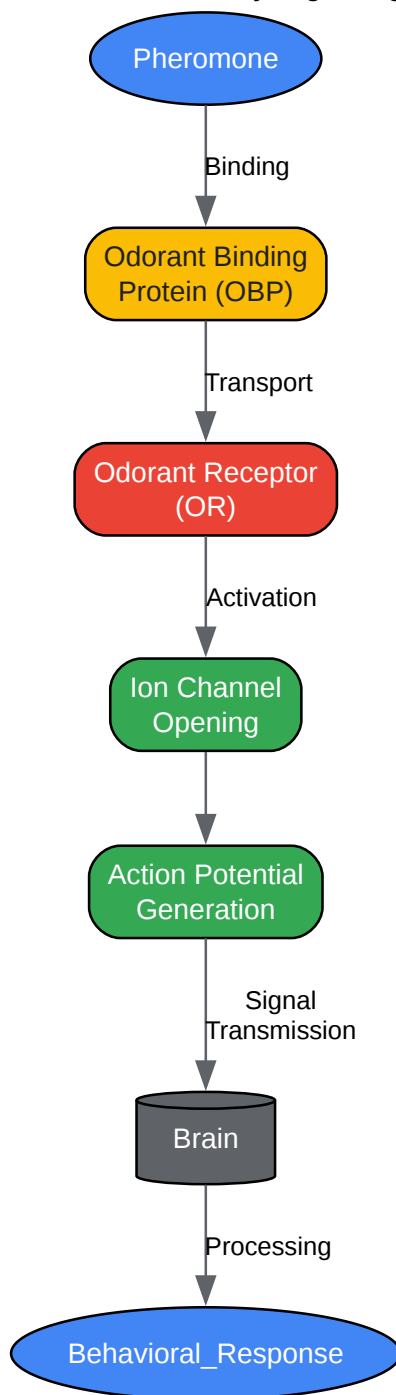 Pheromone
Binding
Odorant Binding
Protein (OBP)
Transport
Odorant Receptor
(OR)
Activation
Ion Channel
Opening
Action Potential
Generation
Signal
Transmission
Brain
Processing
Behavioral_Response